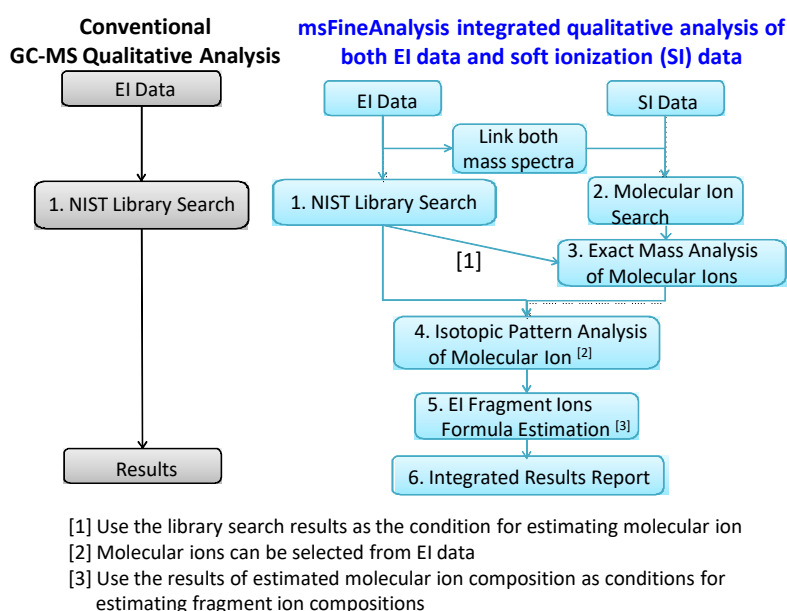 Conventional
GC-MS Qualitative Analysis
EI Data
1. NIST Library Search
Results
msFineAnalysis integrated qualitative analysis of
both EI data and soft ionization (SI) data
EI Data
SI Data
Link both
mass spectra
1. NIST Library Search
2. Molecular Ion
Search
[1]
3. Exact Mass Analysis
of Molecular Ions
4. Isotopic Pattern Analysis
of Molecular Ion [2]
5. EI Fragment Ions
Formula Estimation [3]
6. Integrated Results Report
[1] Use the library search results as the condition for estimating molecular ion
[2] Molecular ions can be selected from EI data
[3] Use the results of estimated molecular ion composition as conditions for
estimating fragment ion compositions